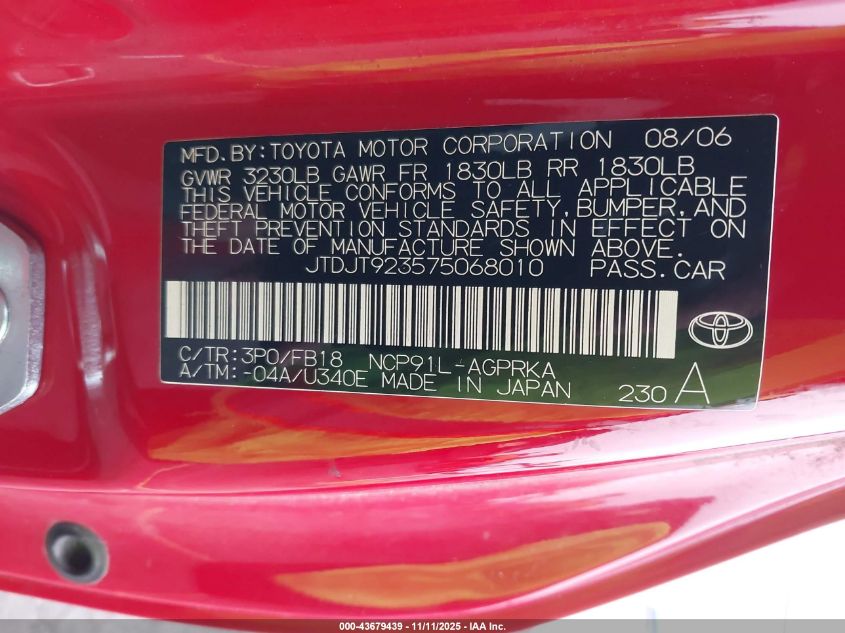 MFD. BY: TOYOTA MOTOR CORPORATION 08/06
GVWR 3230LB GAWR FR 1830LB RR 1830LB
THIS VEHICLE CONFORMS TO ALL APPLICABLE
FEDERAL MOTOR VEHICLE SAFETY, BUMPER, AND
THEFT PREVENTION STANDARDS IN EFFECT ON
THE DATE OF MANUFACTURE SHOWN ABOVE.
JTDJT923575068010 PASS. CAR
C/TR: 3P0/FB18 NCP91L-AGPRKA
A/TM: -04A/U340E MADE IN JAPAN 230 A
000-43679439 - 11/11/2025 - IAA Inc.